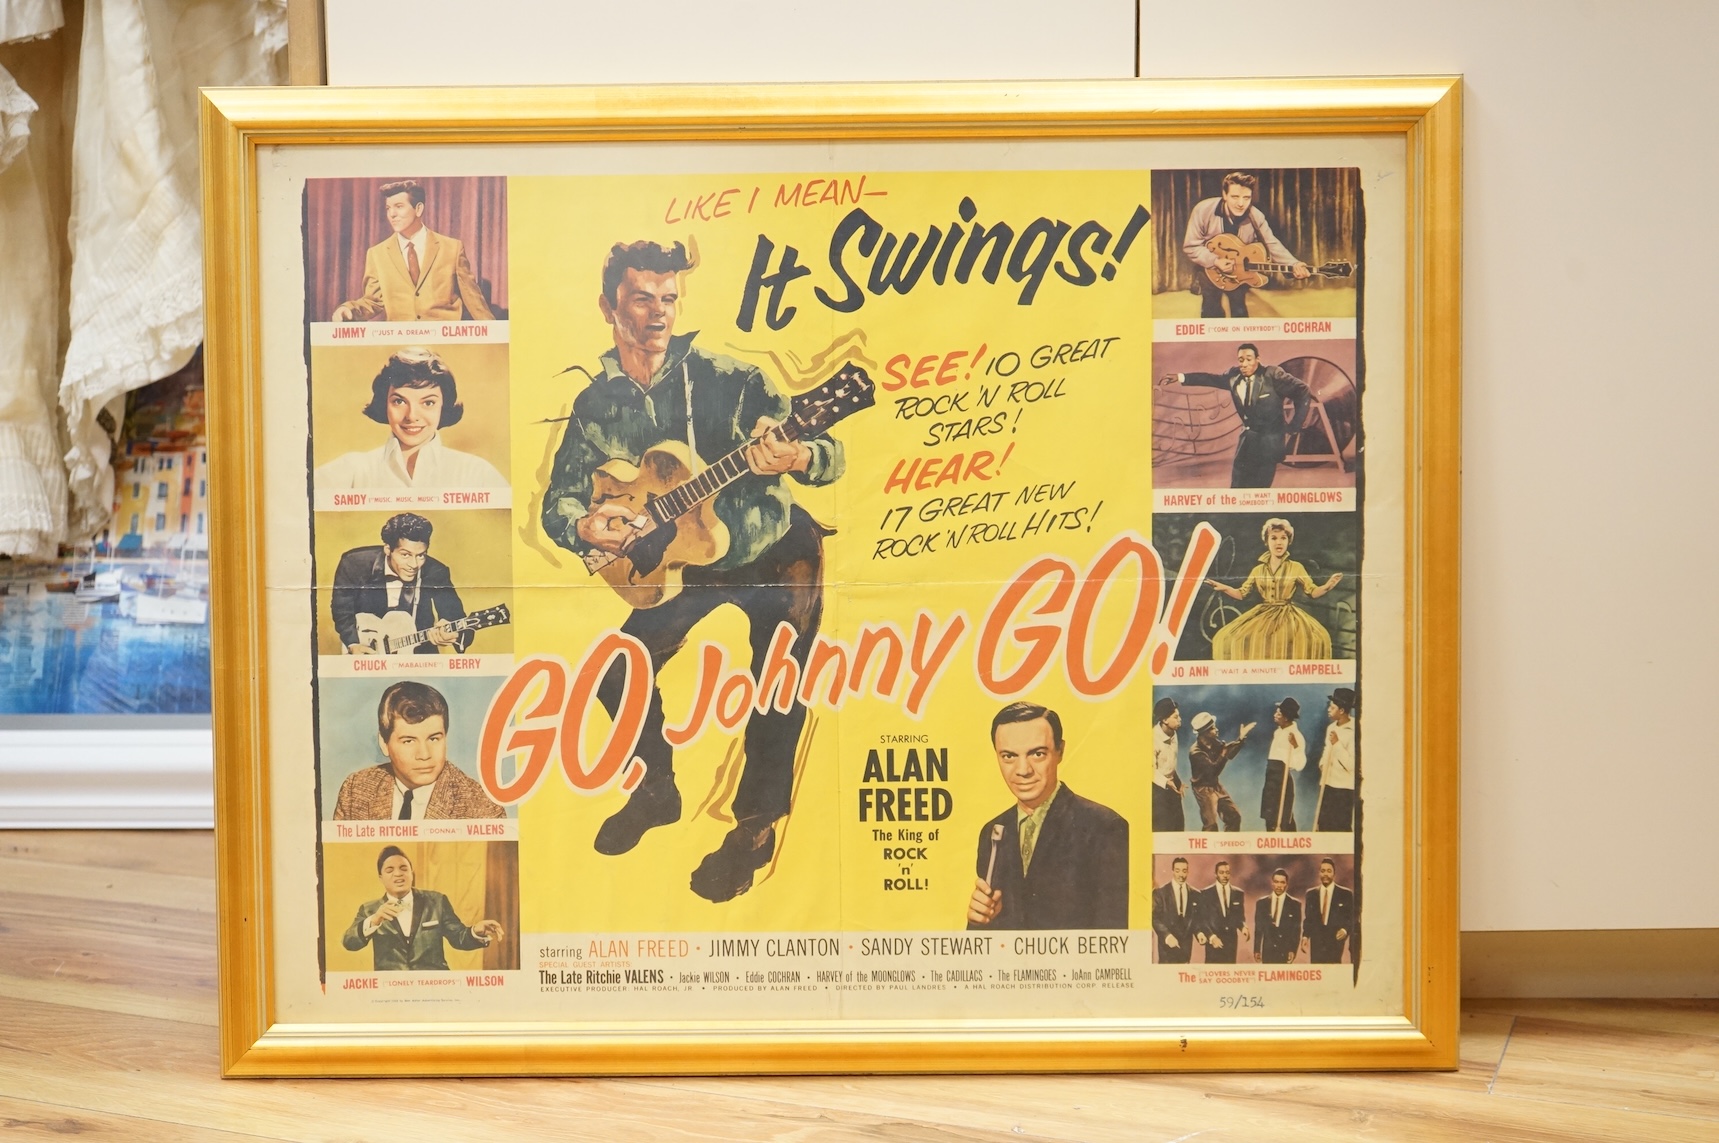 LIKE I MEAN—
It Swings!
SEE! 10 GREAT
ROCK 'N ROLL
STARS!
HEAR!
17 GREAT NEW
ROCK 'N ROLL HITS!
GO, Johnny GO!
STARRING
ALAN
FREED
The King of
ROCK
'n'
ROLL!
JIMMY ("JUST A DREAM") CLANTON
SANDY ("MUSIC, MUSIC, MUSIC") STEWART
CHUCK ("MABALIENE") BERRY
The Late RITCHIE ("DONNA") VALENS
JACKIE ("LONELY TEARDROPS") WILSON
EDDIE ("COME ON EVERYBODY") COCHRAN
HARVEY of the ("I WANT SOMEBODY") MOONGLOWS
JO ANN ("WAIT A MINUTE") CAMPBELL
THE ("SPEEDO") CADILLACS
The ("LOVERS NEVER SAY GOODBYE") FLAMINGOES
starring ALAN FREED • JIMMY CLANTON • SANDY STEWART • CHUCK BERRY
SPECIAL GUEST ARTISTS
The Late Ritchie VALENS • Jackie WILSON • Eddie COCHRAN • HARVEY of the MOONGLOWS • The CADILLACS • The FLAMINGOES • JoAnn CAMPBELL
EXECUTIVE PRODUCER: HAL ROACH, JR. • PRODUCED BY ALAN FREED • DIRECTED BY PAUL LANDRES • A HAL ROACH DISTRIBUTION CORP. RELEASE
59/154